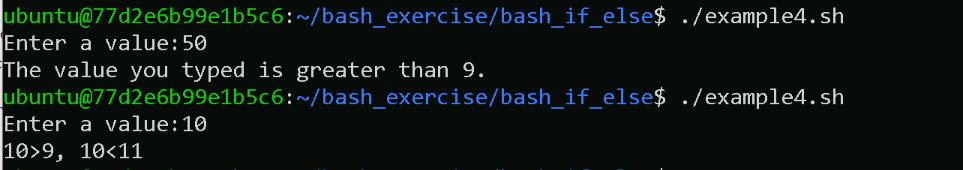 ubuntu@77d2e6b99e1b5c6:~/bash_exercise/bash_if_else$ ./example4.sh
Enter a value:50
The value you typed is greater than 9.
ubuntu@77d2e6b99e1b5c6:~/bash_exercise/bash_if_else$ ./example4.sh
Enter a value:10
10>9, 10<11